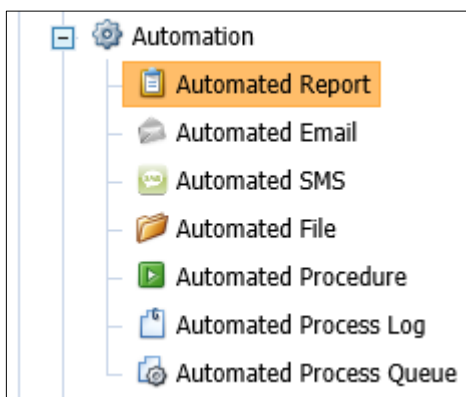 Automation
Automated Report
Automated Email
Automated SMS
Automated File
Automated Procedure
Automated Process Log
Automated Process Queue